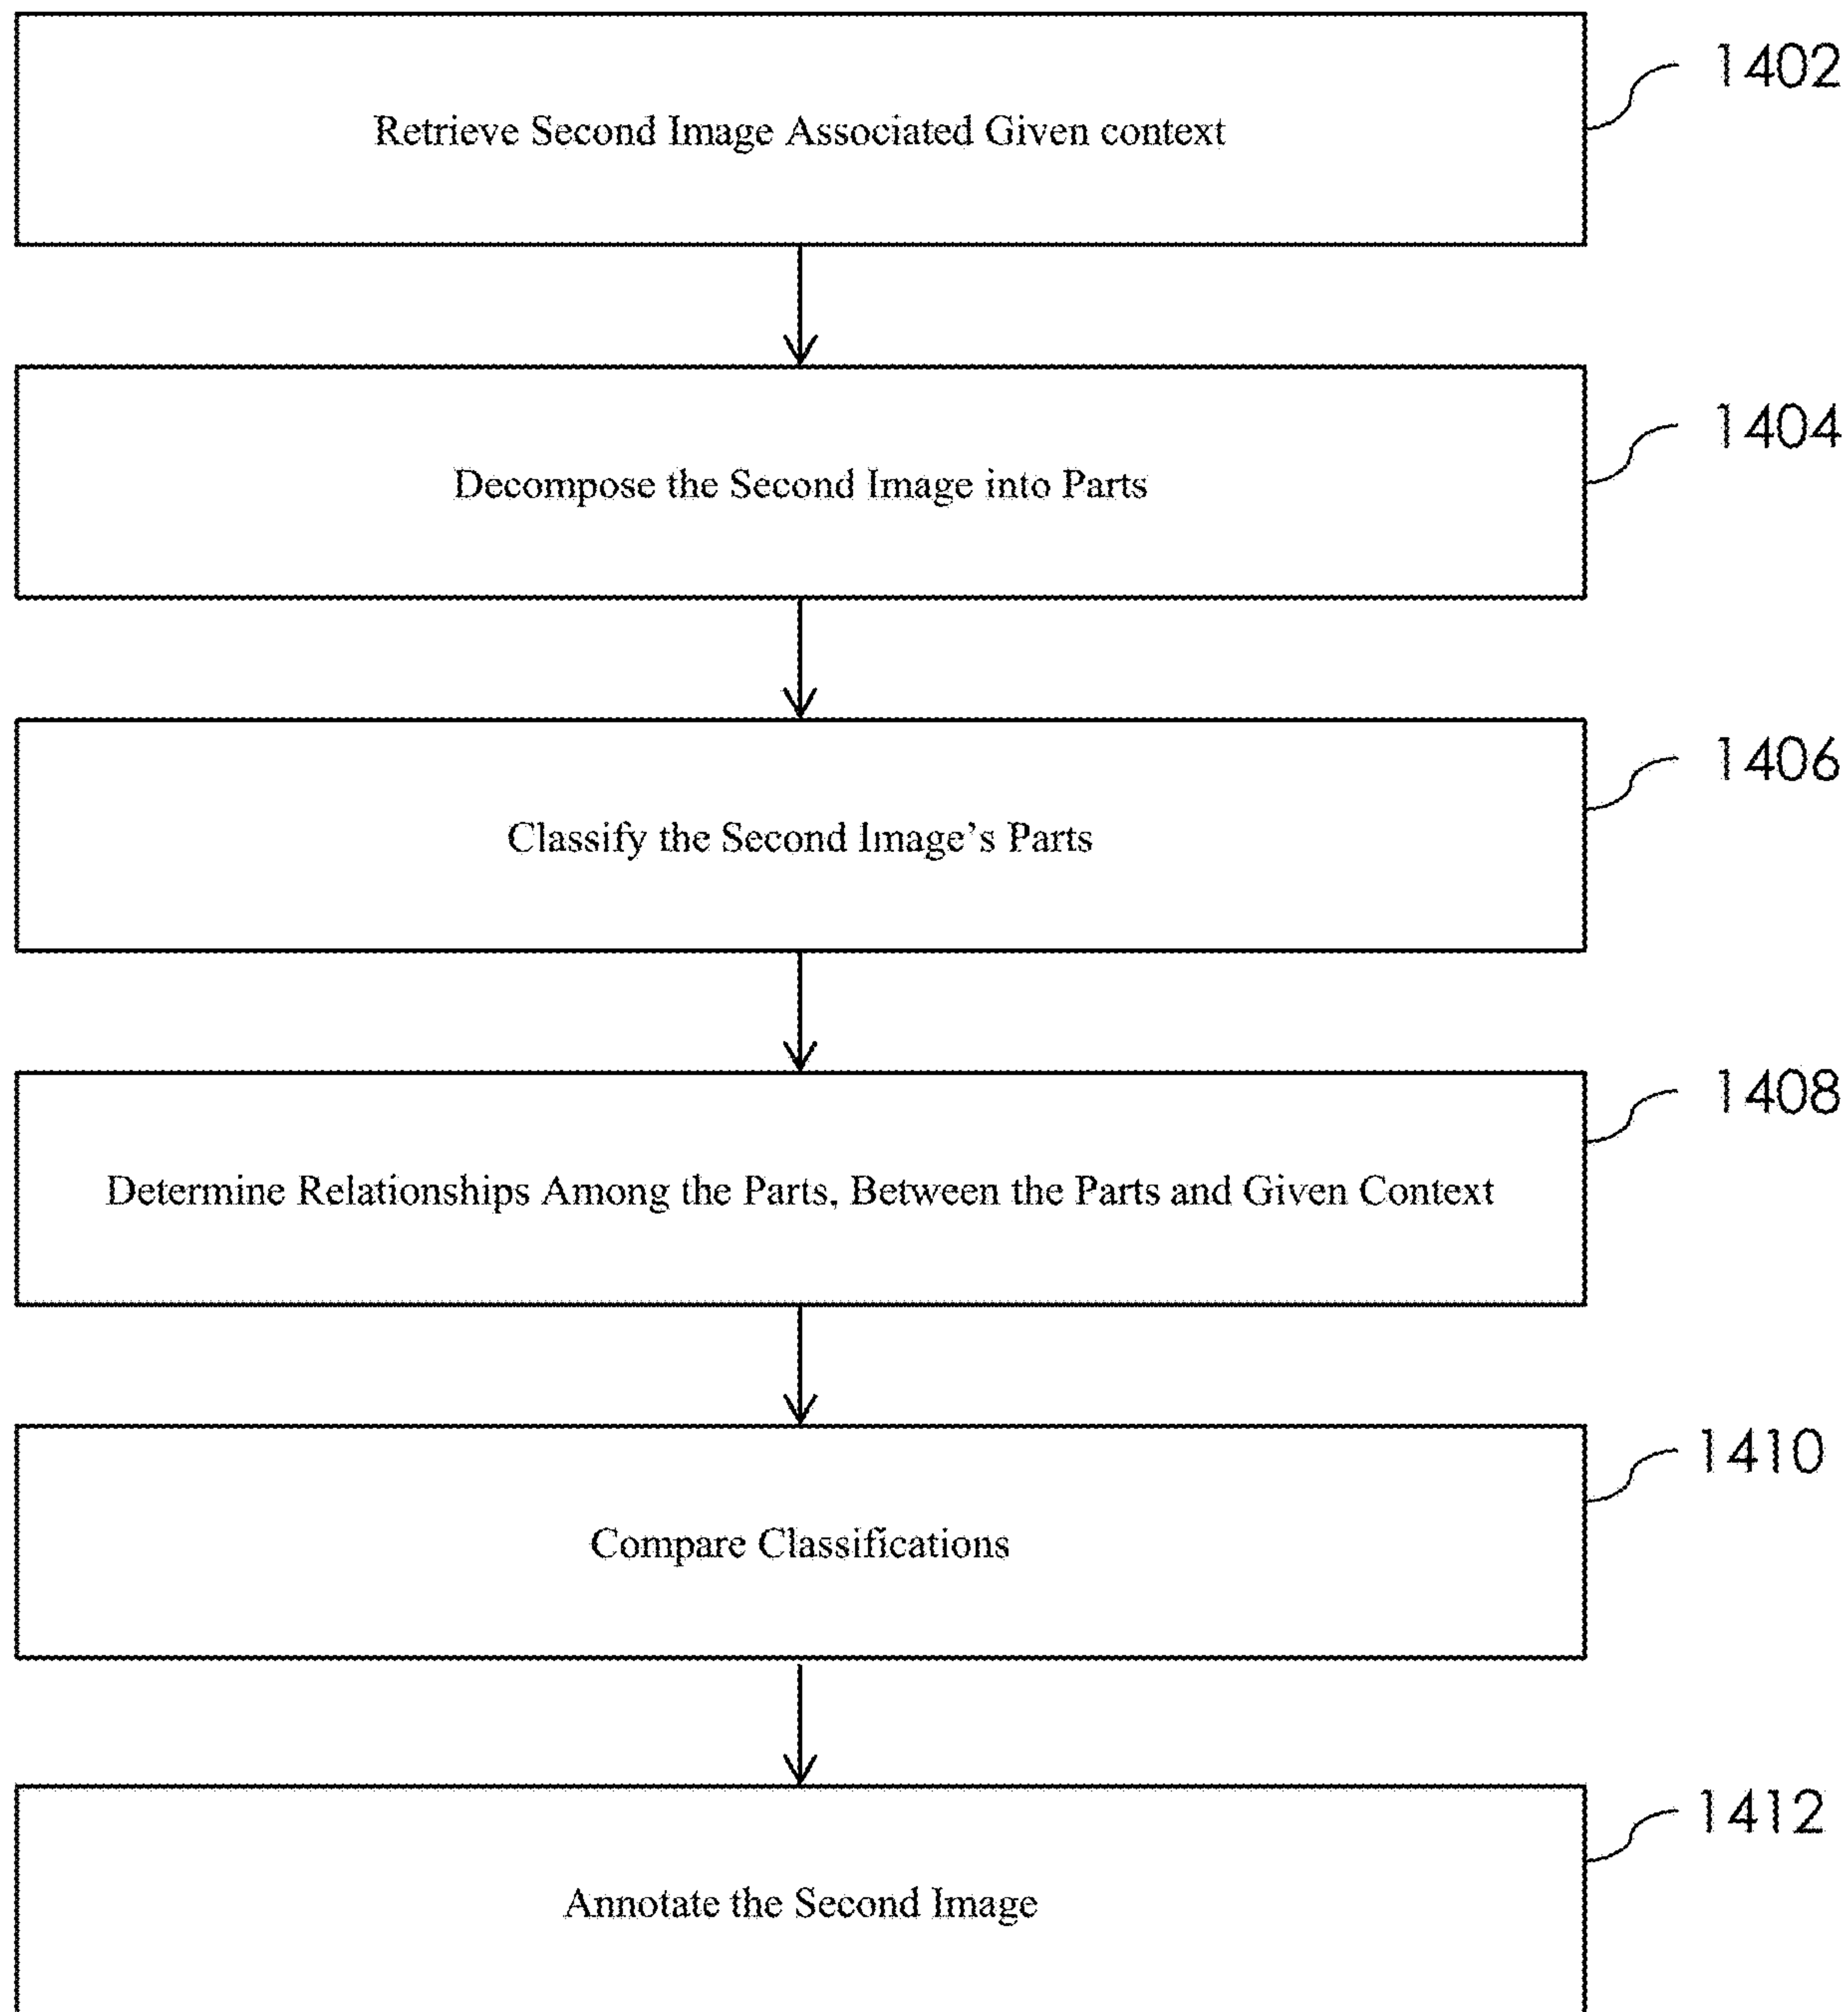 Retrieve Second Image Associated Given context
1402
Decompose the Second Image into Parts
1404
Classify the Second Image's Parts
1406
Determine Relationships Among the Parts, Between the Parts and Given Context
1408
Compare Classifications
1410
Annotate the Second Image
1412